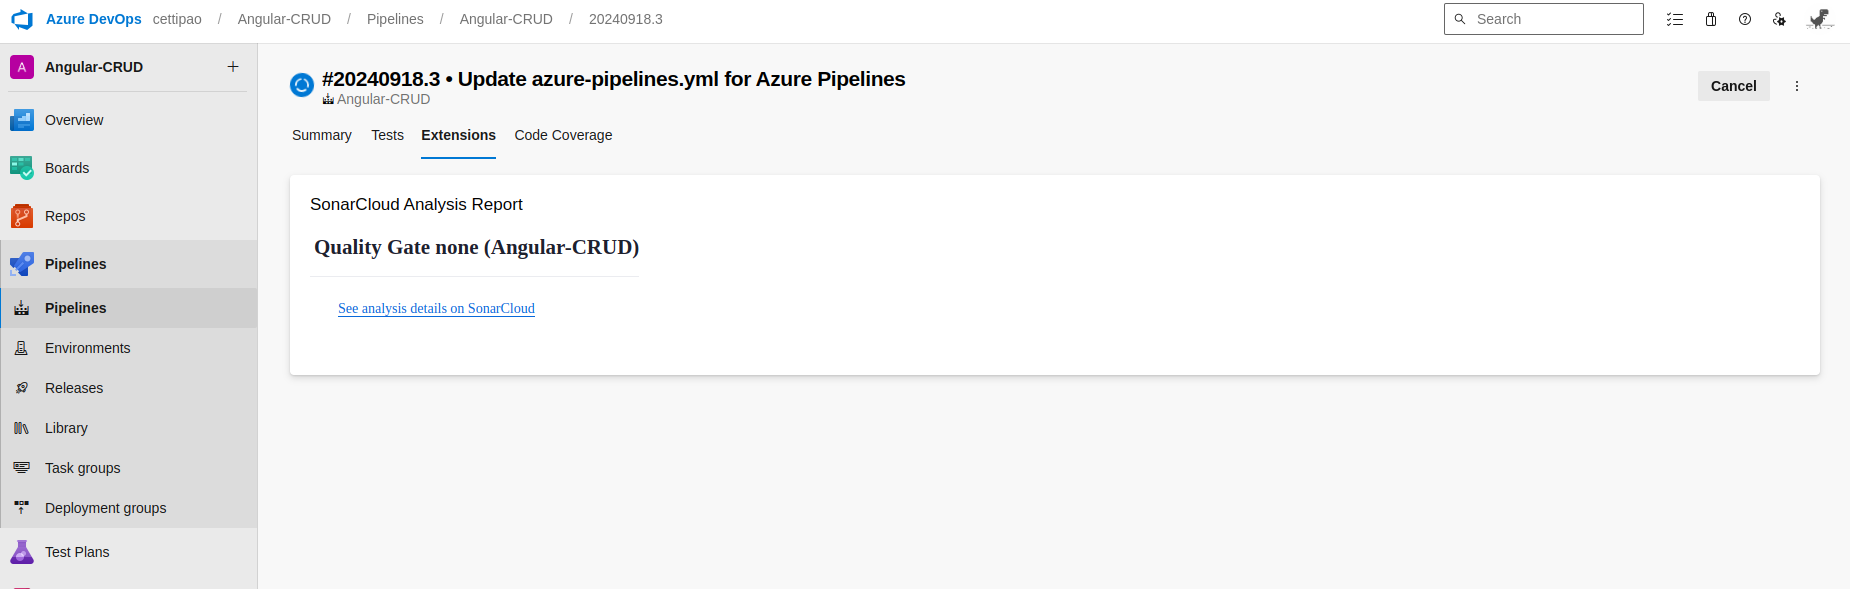 Azure DevOps cettipao / Angular-CRUD / Pipelines / Angular-CRUD / 20240918.3
Search
A Angular-CRUD +
Overview
Boards
Repos
Pipelines
Pipelines
Environments
Releases
Library
Task groups
Deployment groups
Test Plans
#20240918.3 • Update azure-pipelines.yml for Azure Pipelines
Angular-CRUD
Cancel
Summary Tests Extensions Code Coverage
SonarCloud Analysis Report
Quality Gate none (Angular-CRUD)
See analysis details on SonarCloud